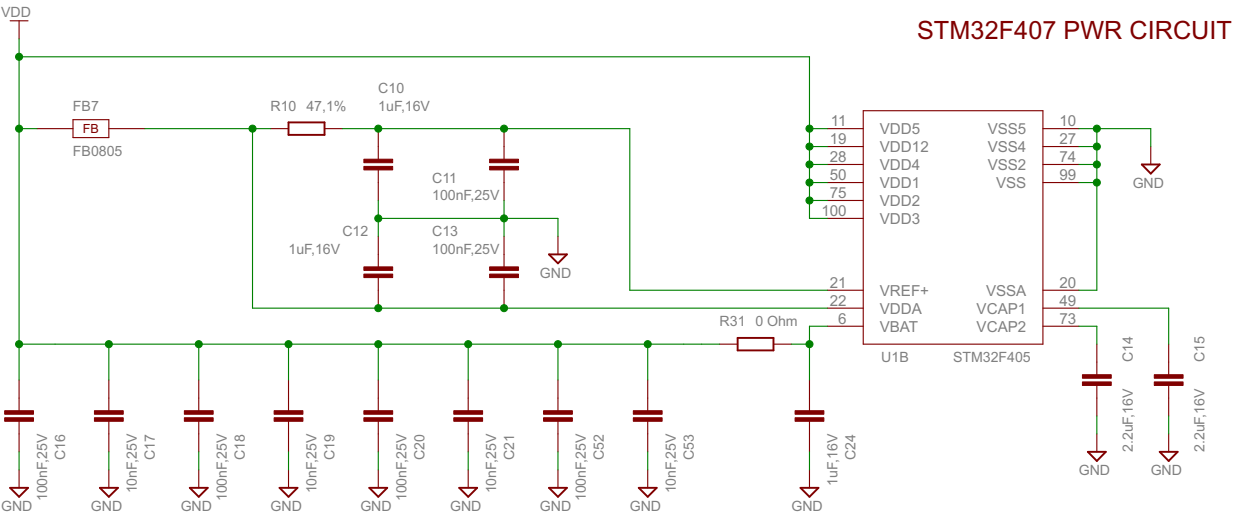 VDD
STM32F407 PWR CIRCUIT
FB7
FB
FB0805
R10 47,1%
C10
1uF,16V
C11
100nF,25V
C12
1uF,16V
C13
100nF,25V
GND
11 VDD5
19 VDD12
28 VDD4
50 VDD1
75 VDD2
100 VDD3
21 VREF+
22 VDDA
6 VBAT
VSS5 10
VSS4 27
VSS2 74
VSS 99
VSSA 20
VCAP1 49
VCAP2 73
GND
U1B STM32F405
R31 0 Ohm
C14
2.2uF,16V
GND
C15
2.2uF,16V
GND
100nF,25V
C16
GND
10nF,25V
C17
GND
100nF,25V
C18
GND
10nF,25V
C19
GND
100nF,25V
C20
GND
10nF,25V
C21
GND
100nF,25V
C52
GND
10nF,25V
C53
GND
1uF,16V
C24
GND